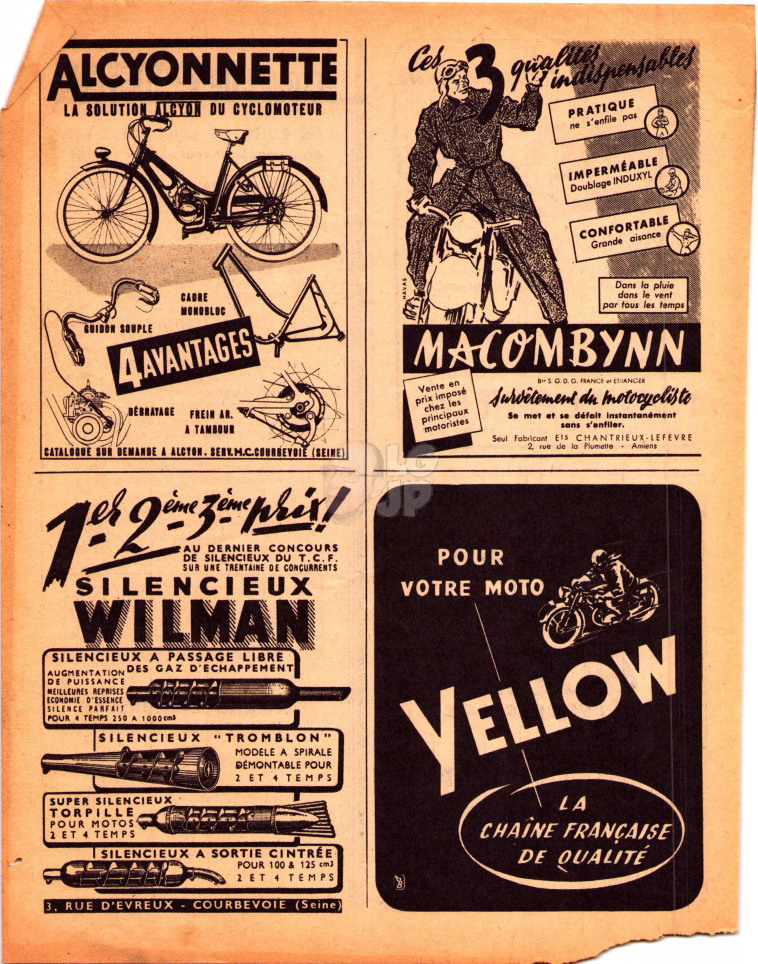 ALCYONNETTE
LA SOLUTION ALCYON DU CYCLOMOTEUR
GUIDON SOUPLE
CADRE
MONOBLOC
4 AVANTAGES
DÉBRAYAGE
FREIN AR.
A TAMBOUR
CATALOGUE SUR DEMANDE A ALCYON. SERV. M.C. COURBEVOIE (SEINE)
Ces 3 qualités
indispensables
PRATIQUE
ne s'enfile pas
IMPERMÉABLE
Doublage INDUXYL
CONFORTABLE
Grande aisance
Dans la pluie
dans le vent
par tous les temps
HAVAS
MACOMBYNN
Bté S. G. D. G. FRANCE et ETRANGER
Vente en
prix imposé
chez les
principaux
motoristes
Survêtement du motocycliste
Se met et se défait instantanément
sans s'enfiler.
Seul Fabricant Ets CHANTRIEUX-LEFEVRE
2, rue de la Plumette - Amiens
LG
JP
1er 2ème 3ème prix!
AU DERNIER CONCOURS
DE SILENCIEUX DU T.C.F.
SUR UNE TRENTAINE DE CONCURRENTS
SILENCIEUX
WILMAN
SILENCIEUX A PASSAGE LIBRE
DES GAZ D'ECHAPPEMENT
AUGMENTATION
DE PUISSANCE
MEILLEURES REPRISES
ECONOMIE D'ESSENCE
SILENCE PARFAIT
POUR 4 TEMPS 250 A 1000 cm3
SILENCIEUX "TROMBLON"
MODELE A SPIRALE
DÉMONTABLE POUR
2 ET 4 TEMPS
SUPER SILENCIEUX
TORPILLE
POUR MOTOS
2 ET 4 TEMPS
SILENCIEUX A SORTIE CINTRÉE
POUR 100 & 125 cm3
2 ET 4 TEMPS
3, RUE D'EVREUX - COURBEVOIE (Seine)
POUR
VOTRE MOTO
YELLOW
LA
CHAÎNE FRANÇAISE
DE QUALITÉ